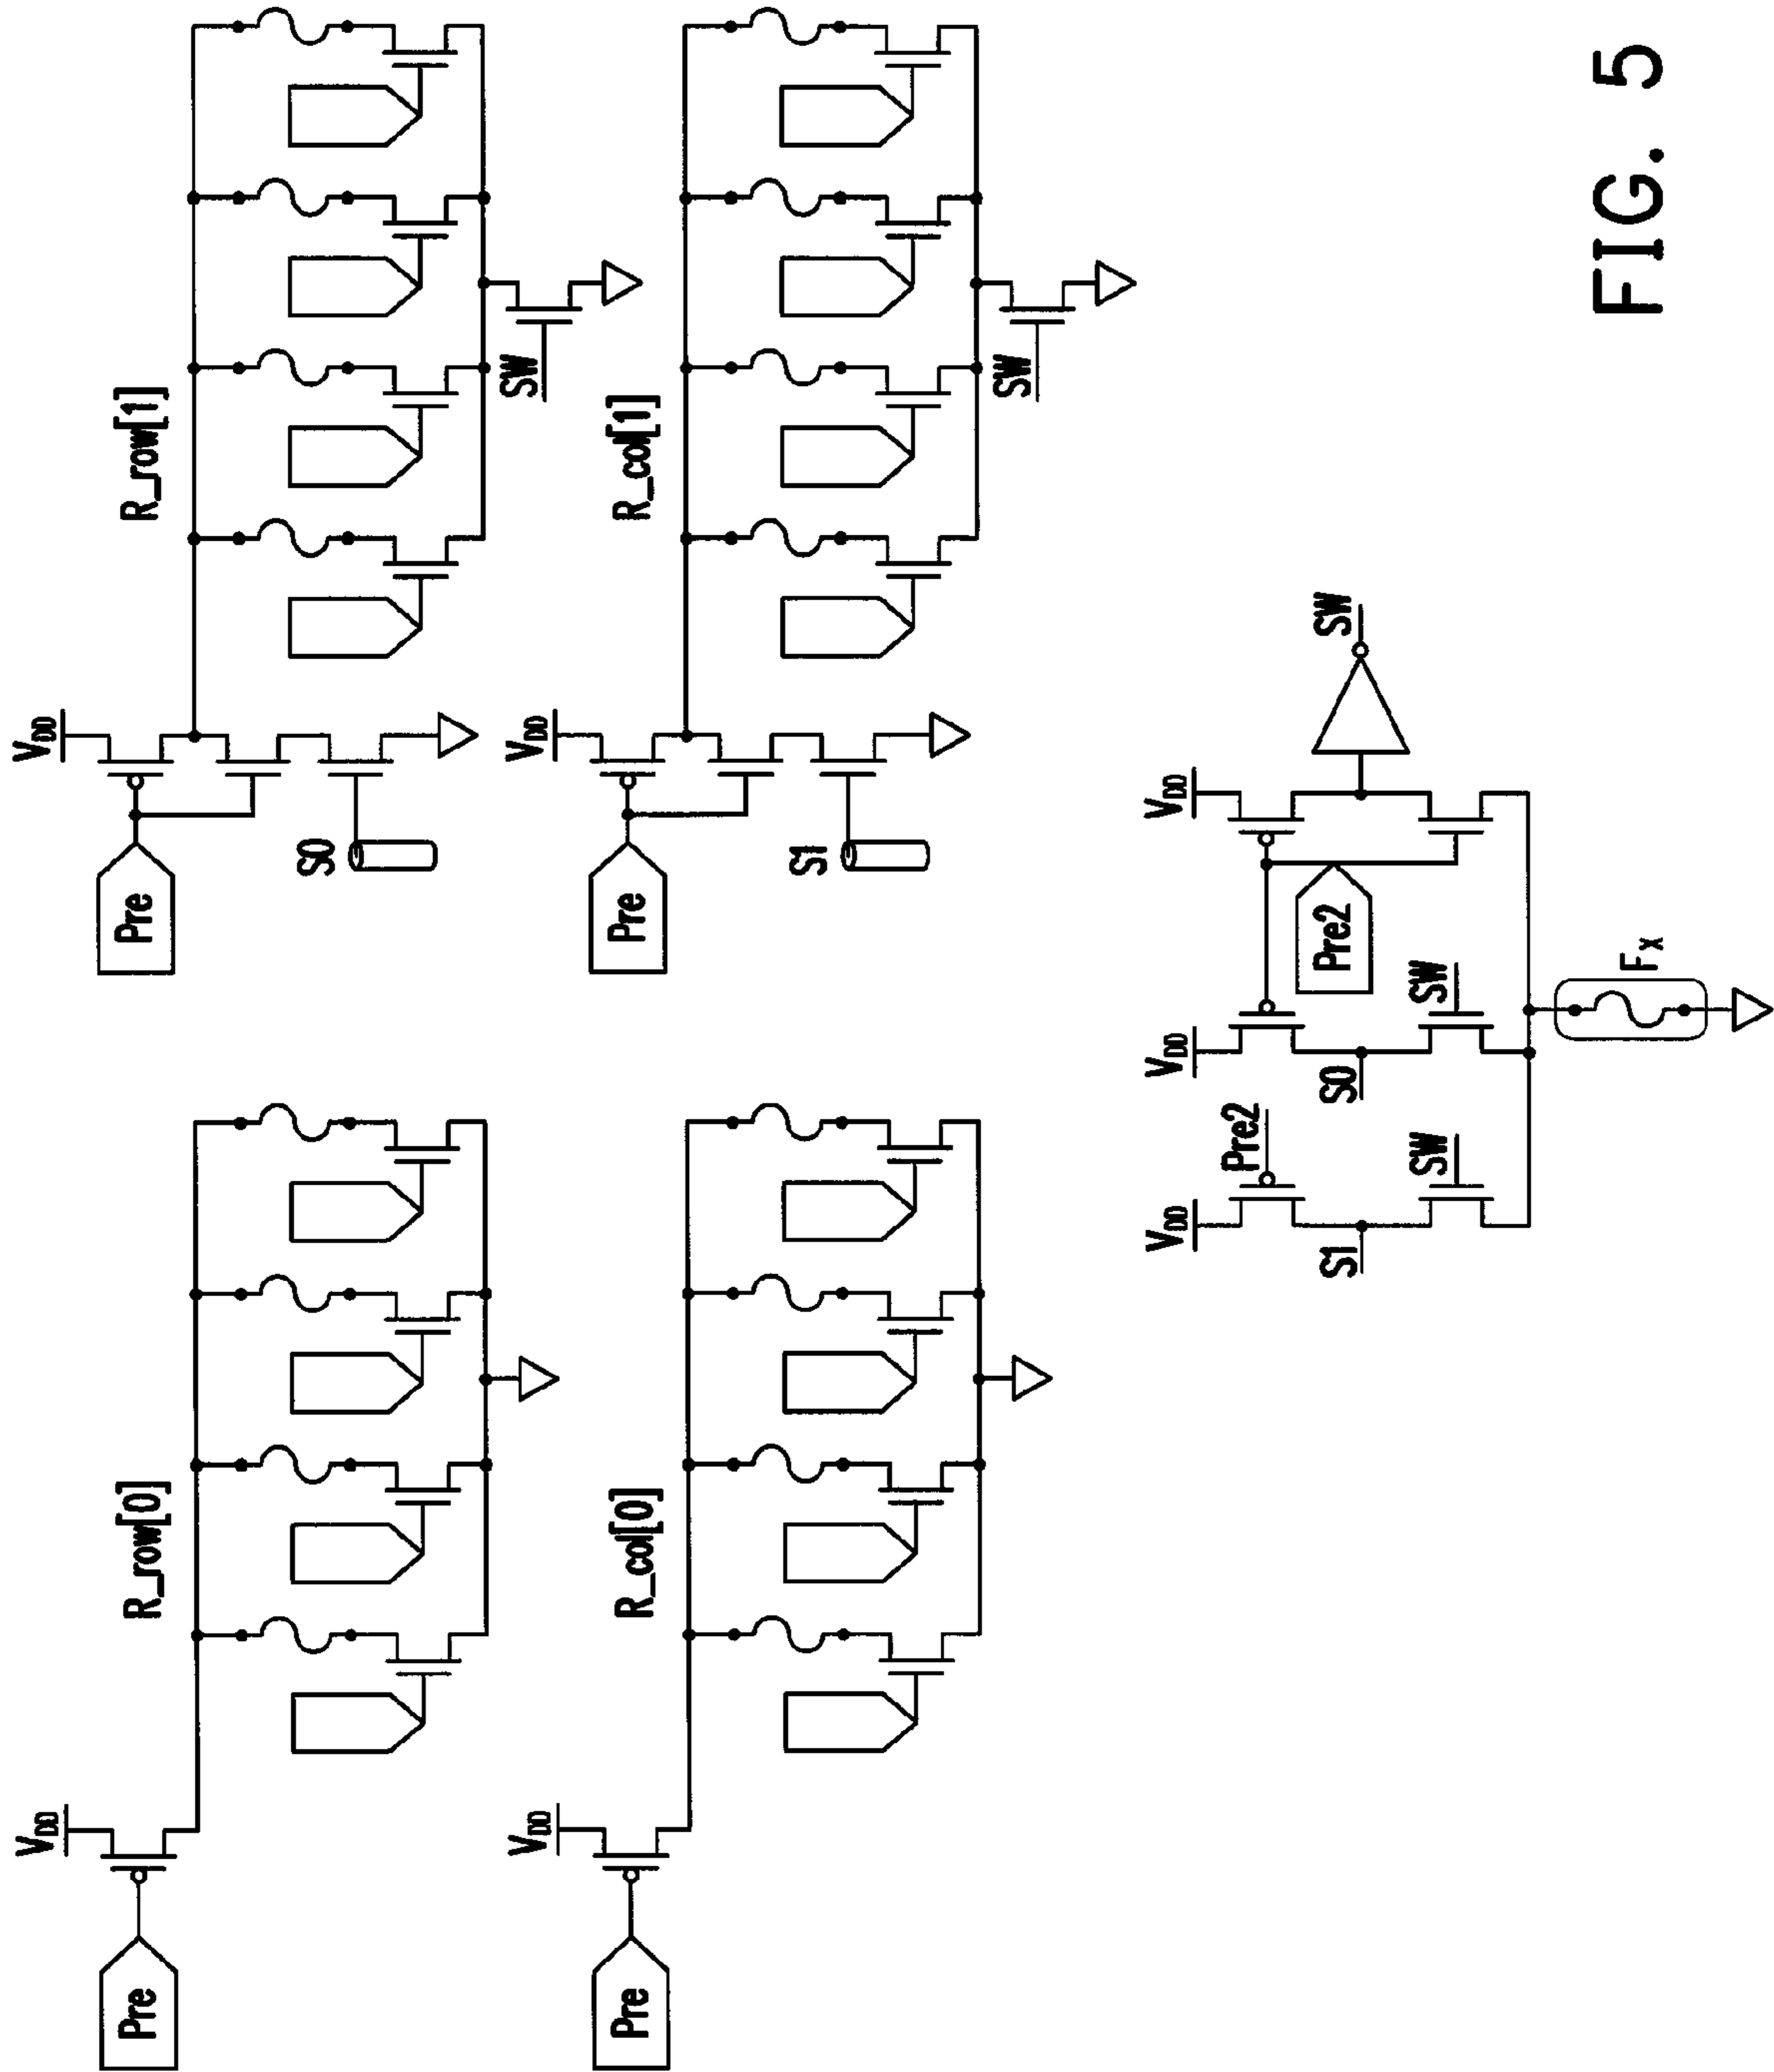 R_row[0]
R_row[1]
V_DD
V_DD
Pre
Pre
S0
SW
R_col[0]
R_col[1]
V_DD
V_DD
Pre
Pre
S1
SW
V_DD
V_DD
V_DD
Pre2
Pre2
S1
S0
SW
SW
SW
F_x
FIG. 5